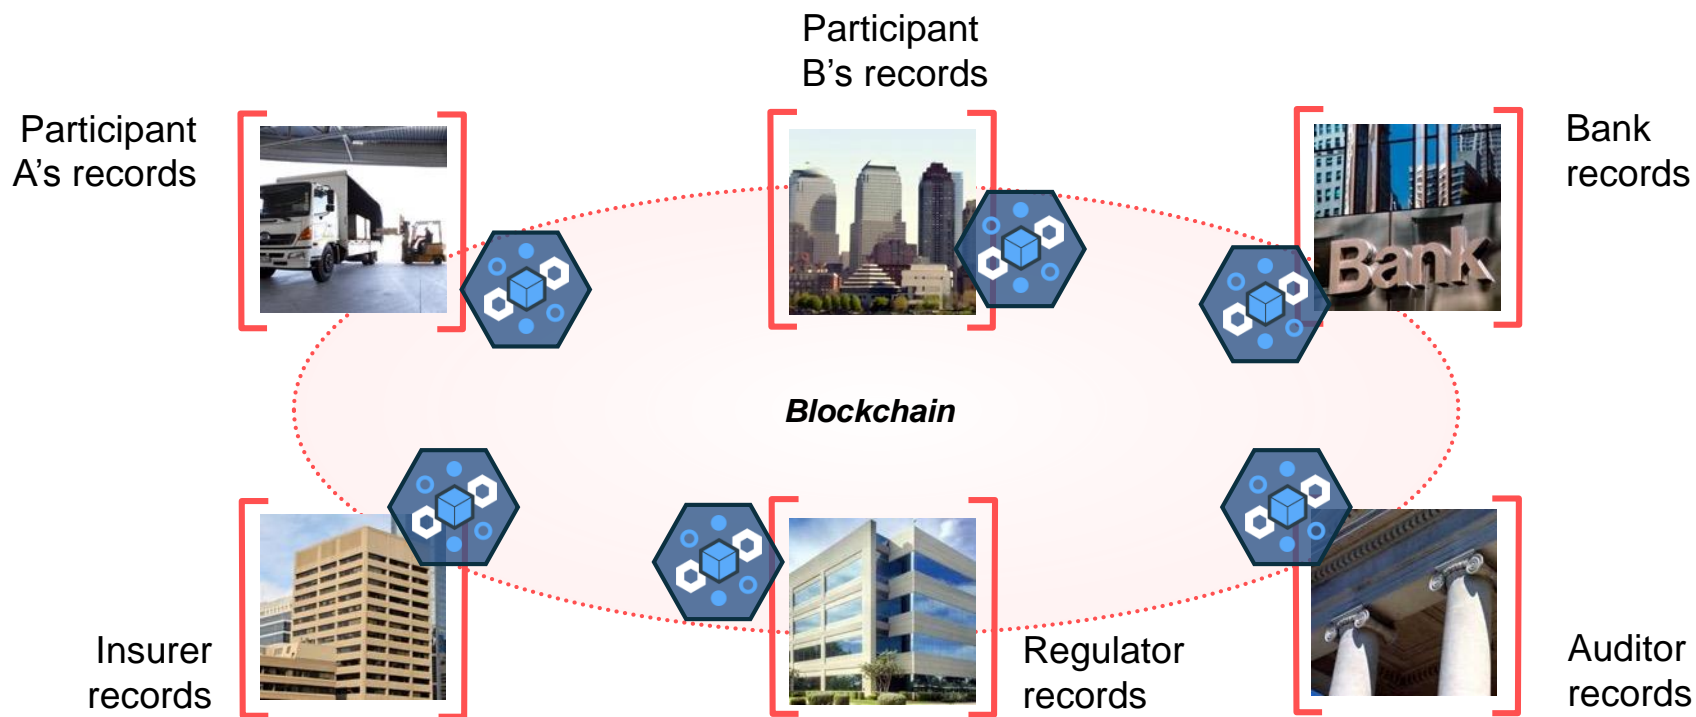 Participant
B’s records
Participant
A’s records
Bank
records
Bank
Blockchain
Insurer
records
Regulator
records
Auditor
records